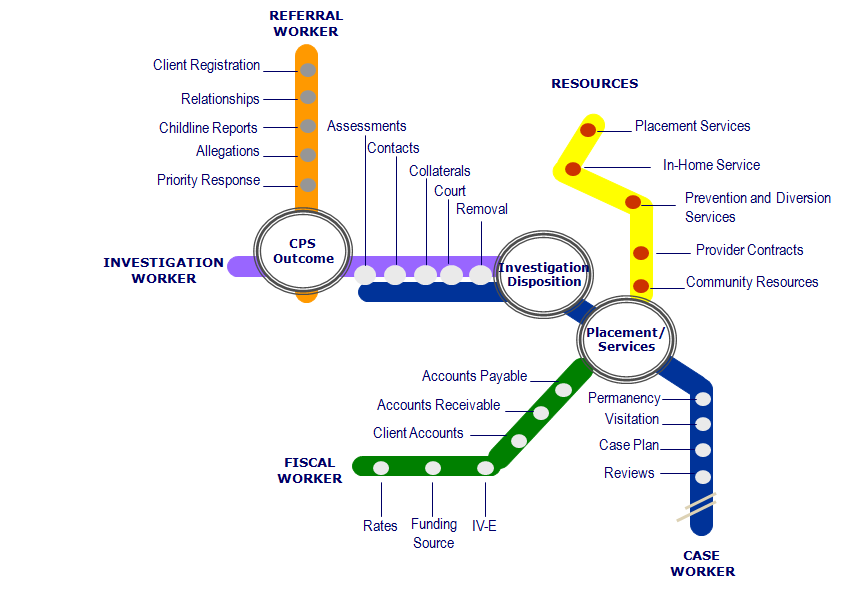 REFERRAL
WORKER
Client Registration
Relationships
Childline Reports
Allegations
Priority Response
Assessments
Contacts
Collaterals
Court
Removal
RESOURCES
Placement Services
In-Home Service
Prevention and Diversion
Services
Provider Contracts
Community Resources
CPS
Outcome
INVESTIGATION
WORKER
Investigation
Disposition
Placement/
Services
Accounts Payable
Accounts Receivable
Client Accounts
FISCAL
WORKER
Rates
Funding
Source
IV-E
Permanency
Visitation
Case Plan
Reviews
CASE
WORKER